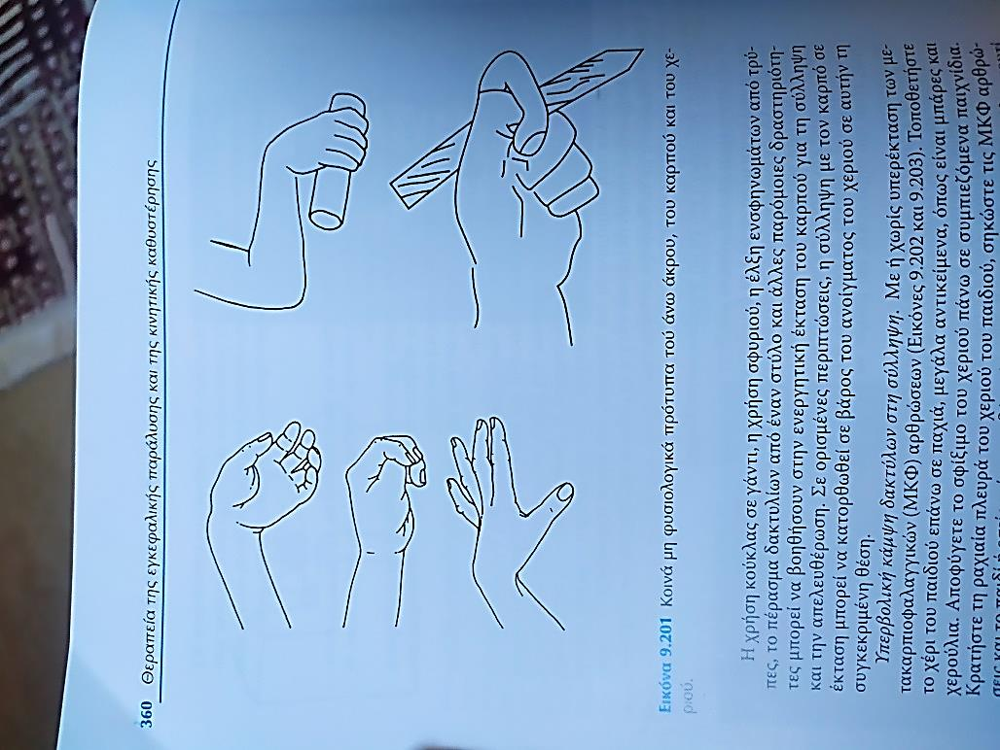 360 Θεραπεία της εγκεφαλικής παράλυσης και της κινητικής καθυστέρησης
Εικόνα 9.201 Κοινά μη φυσιολογικά πρότυπα τού άνω άκρου, του καρπού και του χε-
ριού.
Η χρήση κούκλας σε γάντι, η χρήση σφυριού, η έλξη ενσφηνωμάτων από τρύ-
πες, το πέρασμα δακτυλίων από έναν στύλο και άλλες παρόμοιες δραστηριότη-
τες μπορεί να βοηθήσουν στην ενεργητική έκταση του καρπού για τη σύλληψη
και την απελευθέρωση. Σε ορισμένες περιπτώσεις, η σύλληψη με τον καρπό σε
έκταση μπορεί να κατορθωθεί σε βάρος του ανοίγματος του χεριού σε αυτήν τη
συγκεκριμένη θέση.
Υπερβολική κάμψη δακτύλων στη σύλληψη. Με ή χωρίς υπερέκταση των με-
τακαρπιοφαλαγγικών (ΜΚΦ) αρθρώσεων (Εικόνες 9.202 και 9.203). Τοποθετήστε
το χέρι του παιδιού επάνω σε παχιά, μεγάλα αντικείμενα, όπως είναι μπάρες και
χερούλια. Αποφύγετε το σφίξιμο του χεριού πάνω σε συμπιεζόμενα παιχνίδια.
Κρατήστε τη ραχιαία πλευρά του χεριού του παιδιού, σηκώστε τις ΜΚΦ αρθρώ-